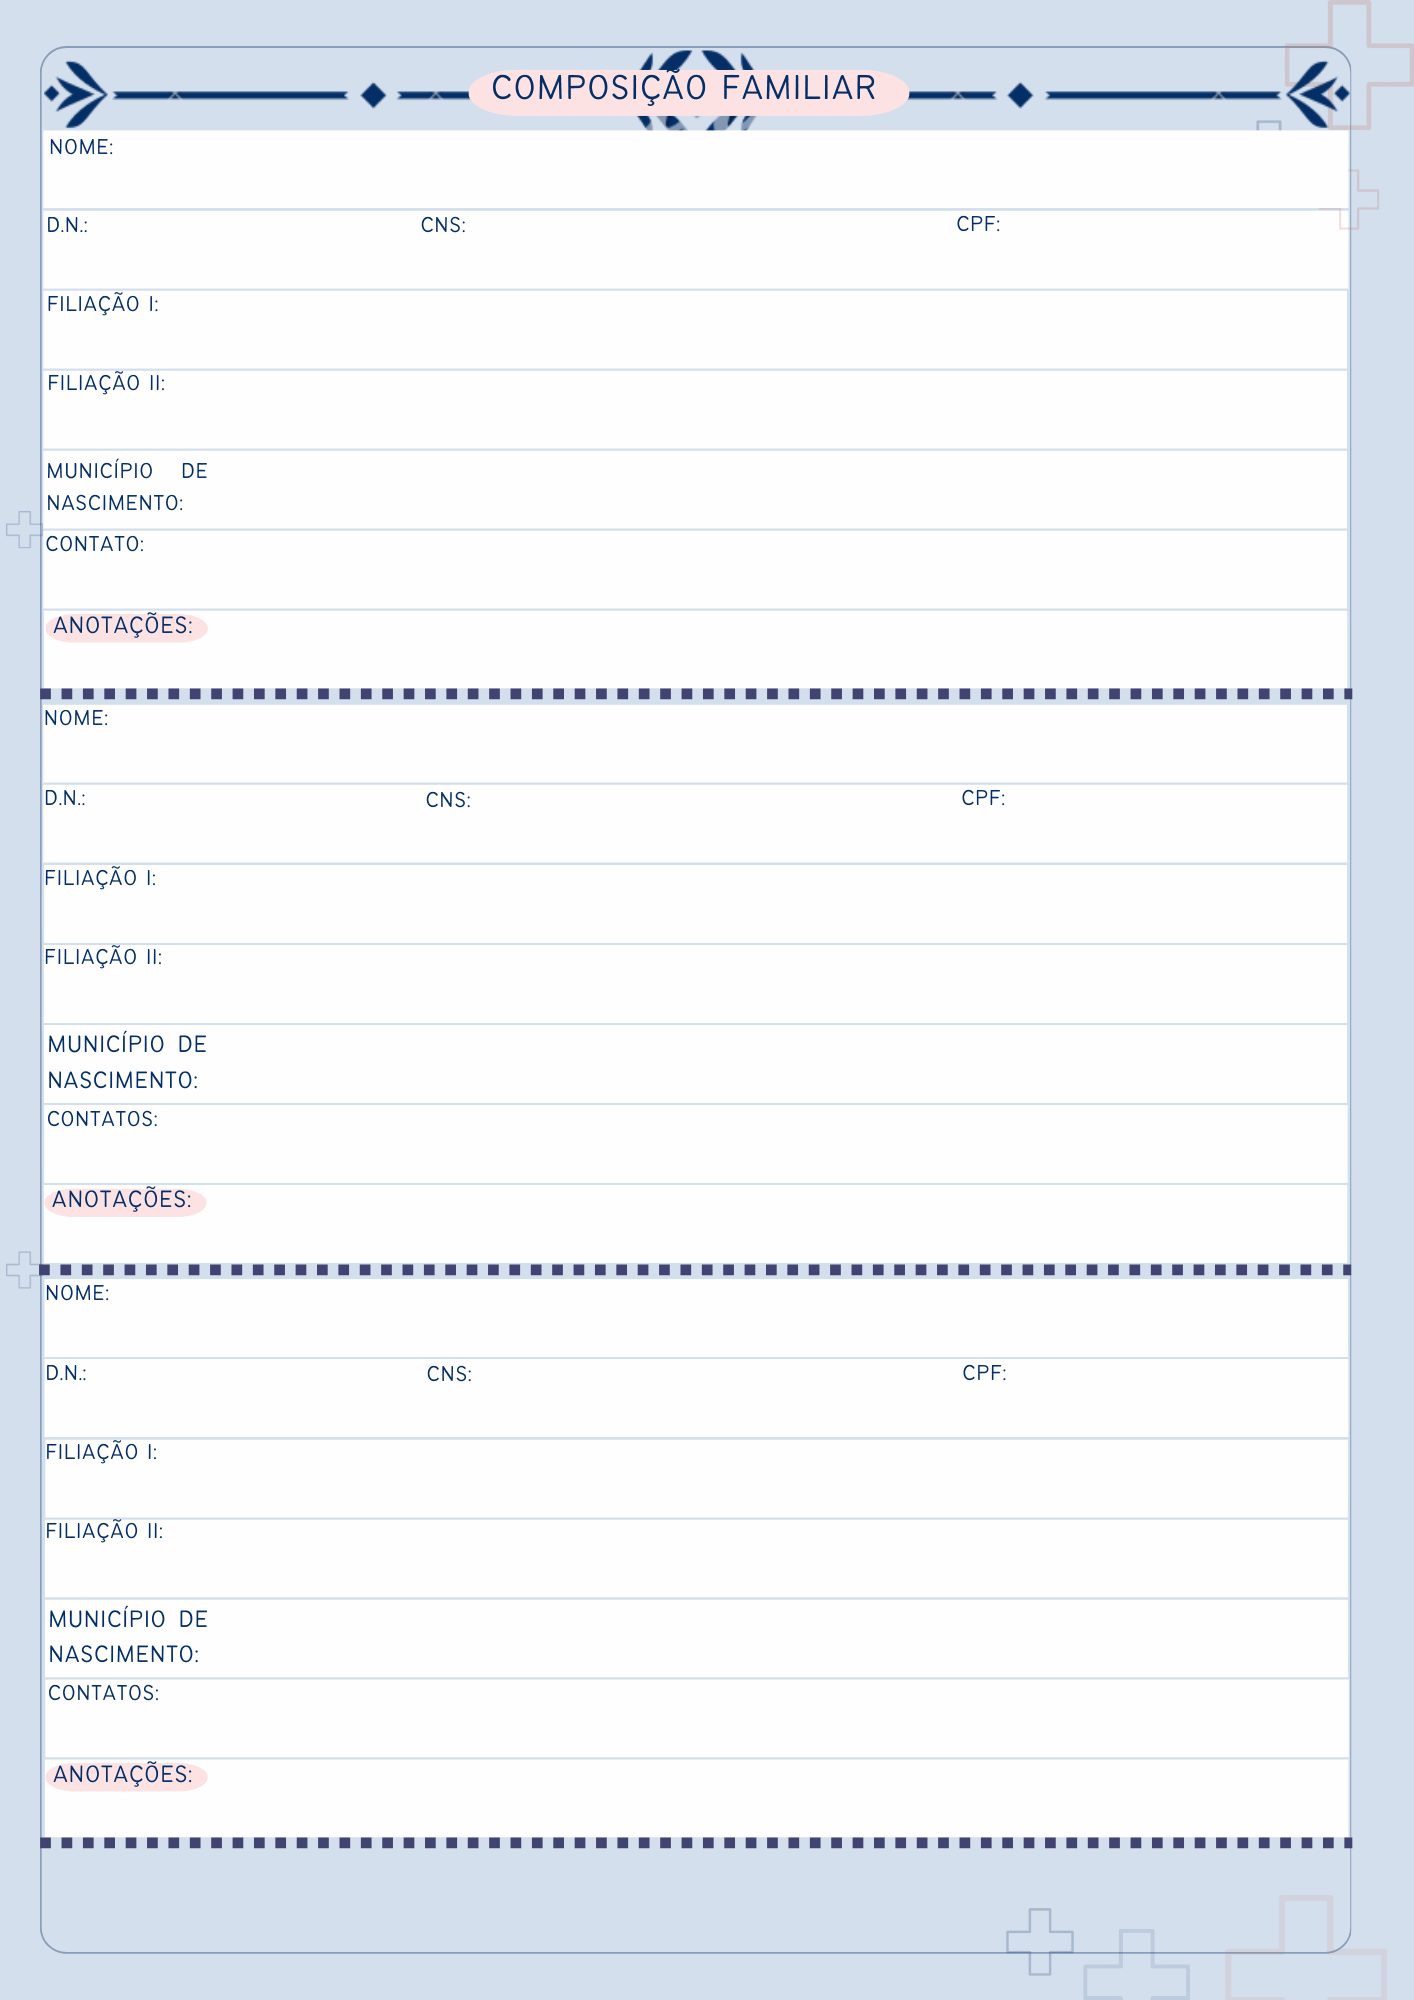 COMPOSIÇÃO FAMILIAR
NOME:
D.N.: CNS: CPF:
FILIAÇÃO I:
FILIAÇÃO II:
MUNICÍPIO DE
NASCIMENTO:
CONTATO:
ANOTAÇÕES:
NOME:
D.N.: CNS: CPF:
FILIAÇÃO I:
FILIAÇÃO II:
MUNICÍPIO DE
NASCIMENTO:
CONTATOS:
ANOTAÇÕES:
NOME:
D.N.: CNS: CPF:
FILIAÇÃO I:
FILIAÇÃO II:
MUNICÍPIO DE
NASCIMENTO:
CONTATOS:
ANOTAÇÕES: